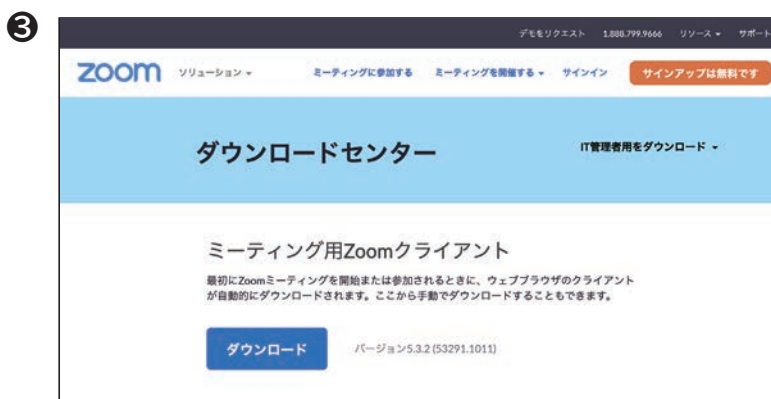 ❸
デモをリクエスト 1.888.799.9666 リソース サポート
zoom ソリューション ミーティングに参加する ミーティングを開催する サインイン サインアップは無料です
ダウンロードセンター IT管理者用をダウンロード
ミーティング用Zoomクライアント
最初にZoomミーティングを開始または参加されるときに、ウェブブラウザのクライアント
が自動的にダウンロードされます。ここから手動でダウンロードすることもできます。
ダウンロード バージョン5.3.2 (53291.1011)